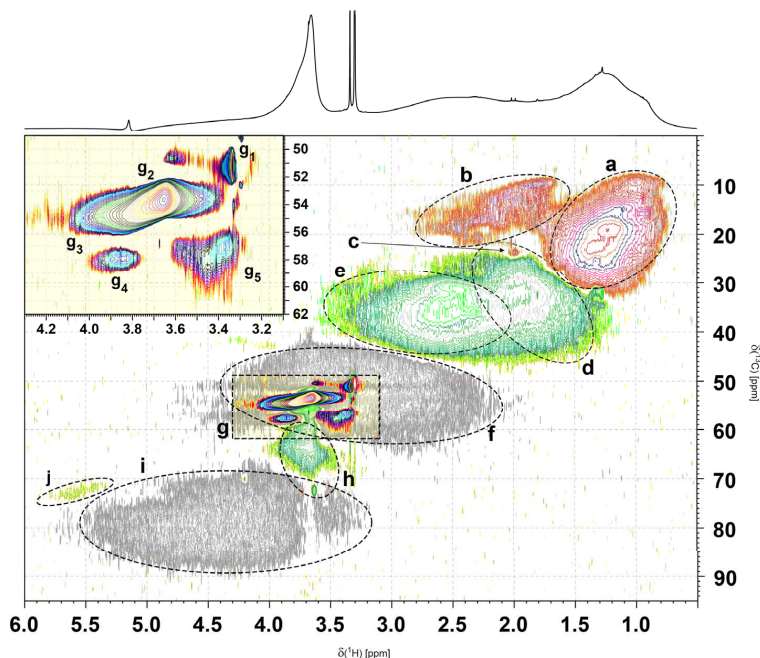 50
g1
g2
52
54
g3
56
g4
g5
58
60
62
4.2 4.0 3.8 3.6 3.4 3.2
a
b
10
c
20
e
30
d
40
50
g
f
60
h
j
i
70
80
90
δ(¹³C) [ppm]
6.0 5.5 5.0 4.5 4.0 3.5 3.0 2.5 2.0 1.5 1.0
δ(¹H) [ppm]